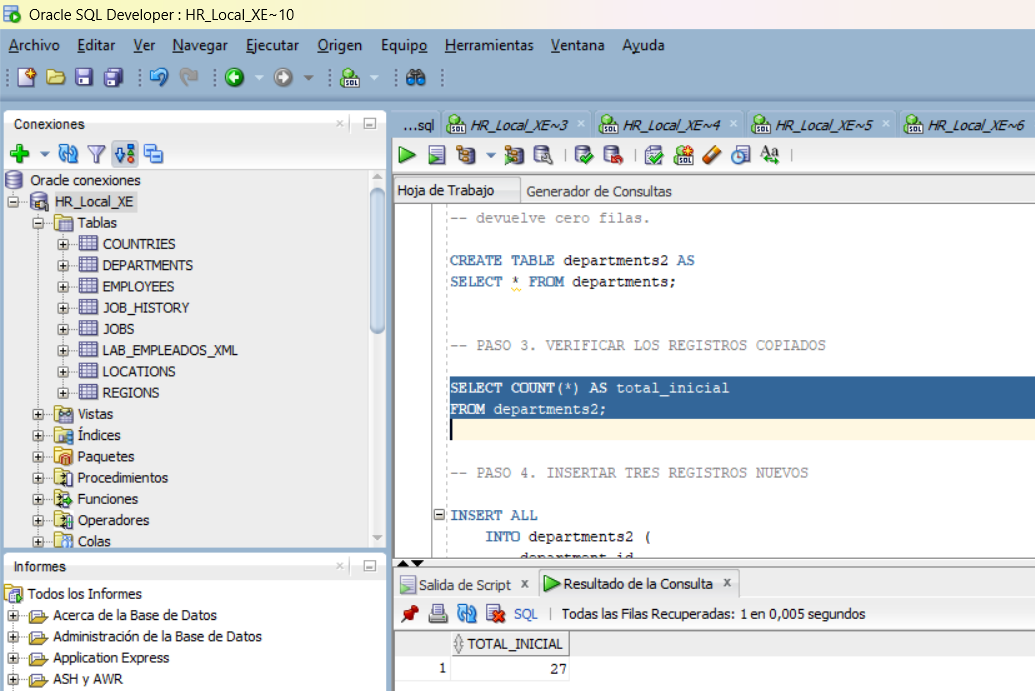 Oracle SQL Developer : HR_Local_XE~10
Archivo Editar Ver Navegar Ejecutar Origen Equipo Herramientas Ventana Ayuda
SQL
Conexiones
Oracle conexiones
HR_Local_XE
Tablas
COUNTRIES
DEPARTMENTS
EMPLOYEES
JOB_HISTORY
JOBS
LAB_EMPLEADOS_XML
LOCATIONS
REGIONS
Vistas
Índices
Paquetes
Procedimientos
Funciones
Operadores
Colas
Informes
Todos los Informes
Acerca de la Base de Datos
Administración de la Base de Datos
Application Express
ASH y AWR
...sql HR_Local_XE~3 HR_Local_XE~4 HR_Local_XE~5 HR_Local_XE~6
Hoja de Trabajo Generador de Consultas
-- devuelve cero filas.
CREATE TABLE departments2 AS
SELECT * FROM departments;
-- PASO 3. VERIFICAR LOS REGISTROS COPIADOS
SELECT COUNT(*) AS total_inicial
FROM departments2;
-- PASO 4. INSERTAR TRES REGISTROS NUEVOS
INSERT ALL
INTO departments2 (
department_id
Salida de Script x Resultado de la Consulta x
SQL | Todas las Filas Recuperadas: 1 en 0,005 segundos
TOTAL_INICIAL
1 27